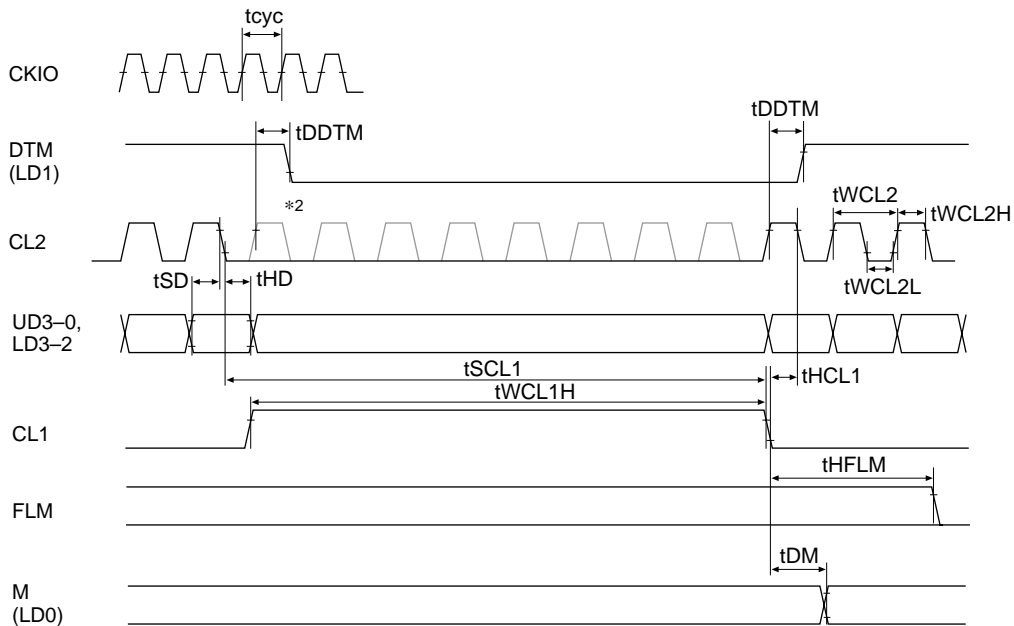 tcyc
CKIO
tDDTM
tDDTM
DTM
(LD1)
*2
tWCL2
tWCL2H
CL2
tSD
tHD
tWCL2L
UD3–0,
LD3–2
tSCL1
tHCL1
tWCL1H
CL1
tHFLM
FLM
tDM
M
(LD0)